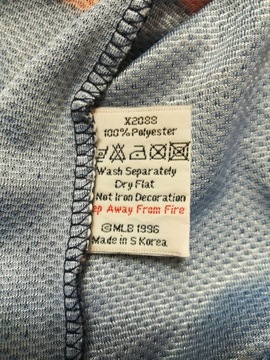 X2088
100% Polyester
Wash Separately
Dry Flat
Not Iron Decoration
Away From Fire
©MLB 1996
Made in S Korea